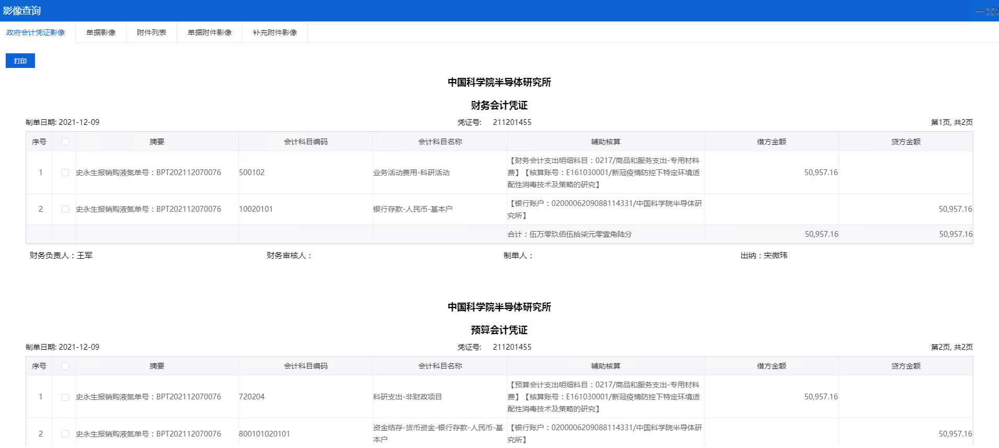 影像查询
政府会计凭证影像 单据影像 附件列表 单据附件影像 补充附件影像
打印
中国科学院半导体研究所
财务会计凭证
制单日期: 2021-12-09 凭证号: 211201455 第1页, 共2页
序号 摘要 会计科目编码 会计科目名称 辅助核算 借方金额 贷方金额
【财务会计支出明细科目：0217/商品和服务支出-专用材料
1 史永生报销购液氮单号：BPT202112070076 500102 业务活动费用-科研活动 费】【核算账号：E161030001/新冠疫情防控下特定环境适 50,957.16
配性消毒技术及策略的研究】
2 史永生报销购液氮单号：BPT202112070076 10020101 银行存款-人民币-基本户 【银行账户：0200006209088114331/中国科学院半导体研 50,957.16
究所】
合计：伍万零玖佰伍拾柒元零壹角陆分 50,957.16 50,957.16
财务负责人：王军 财务审核人： 制单人： 出纳：宋微玮
中国科学院半导体研究所
预算会计凭证
制单日期: 2021-12-09 凭证号: 211201455 第2页, 共2页
序号 摘要 会计科目编码 会计科目名称 辅助核算 借方金额 贷方金额
【预算会计支出明细科目：0217/商品和服务支出-专用材料
1 史永生报销购液氮单号：BPT202112070076 720204 科研支出-非财政项目 费】【核算账号：E161030001/新冠疫情防控下特定环境适 50,957.16
配性消毒技术及策略的研究】
2 史永生报销购液氮单号：BPT202112070076 800101020101 资金结存-货币资金-银行存款-人民币-基 【银行账户：0200006209088114331/中国科学院半导体研 50,957.16
本户 究所】